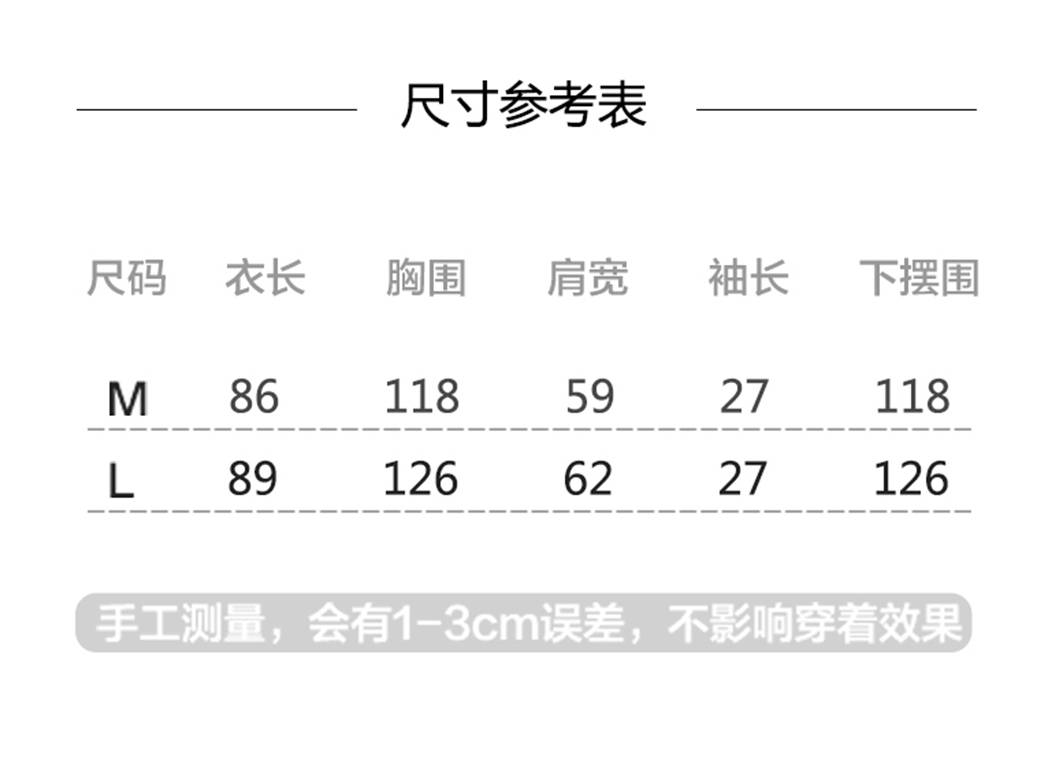 尺寸参考表
尺码 衣长 胸围 肩宽 袖长 下摆围
M 86 118 59 27 118
L 89 126 62 27 126
手工测量，会有1-3cm误差，不影响穿着效果